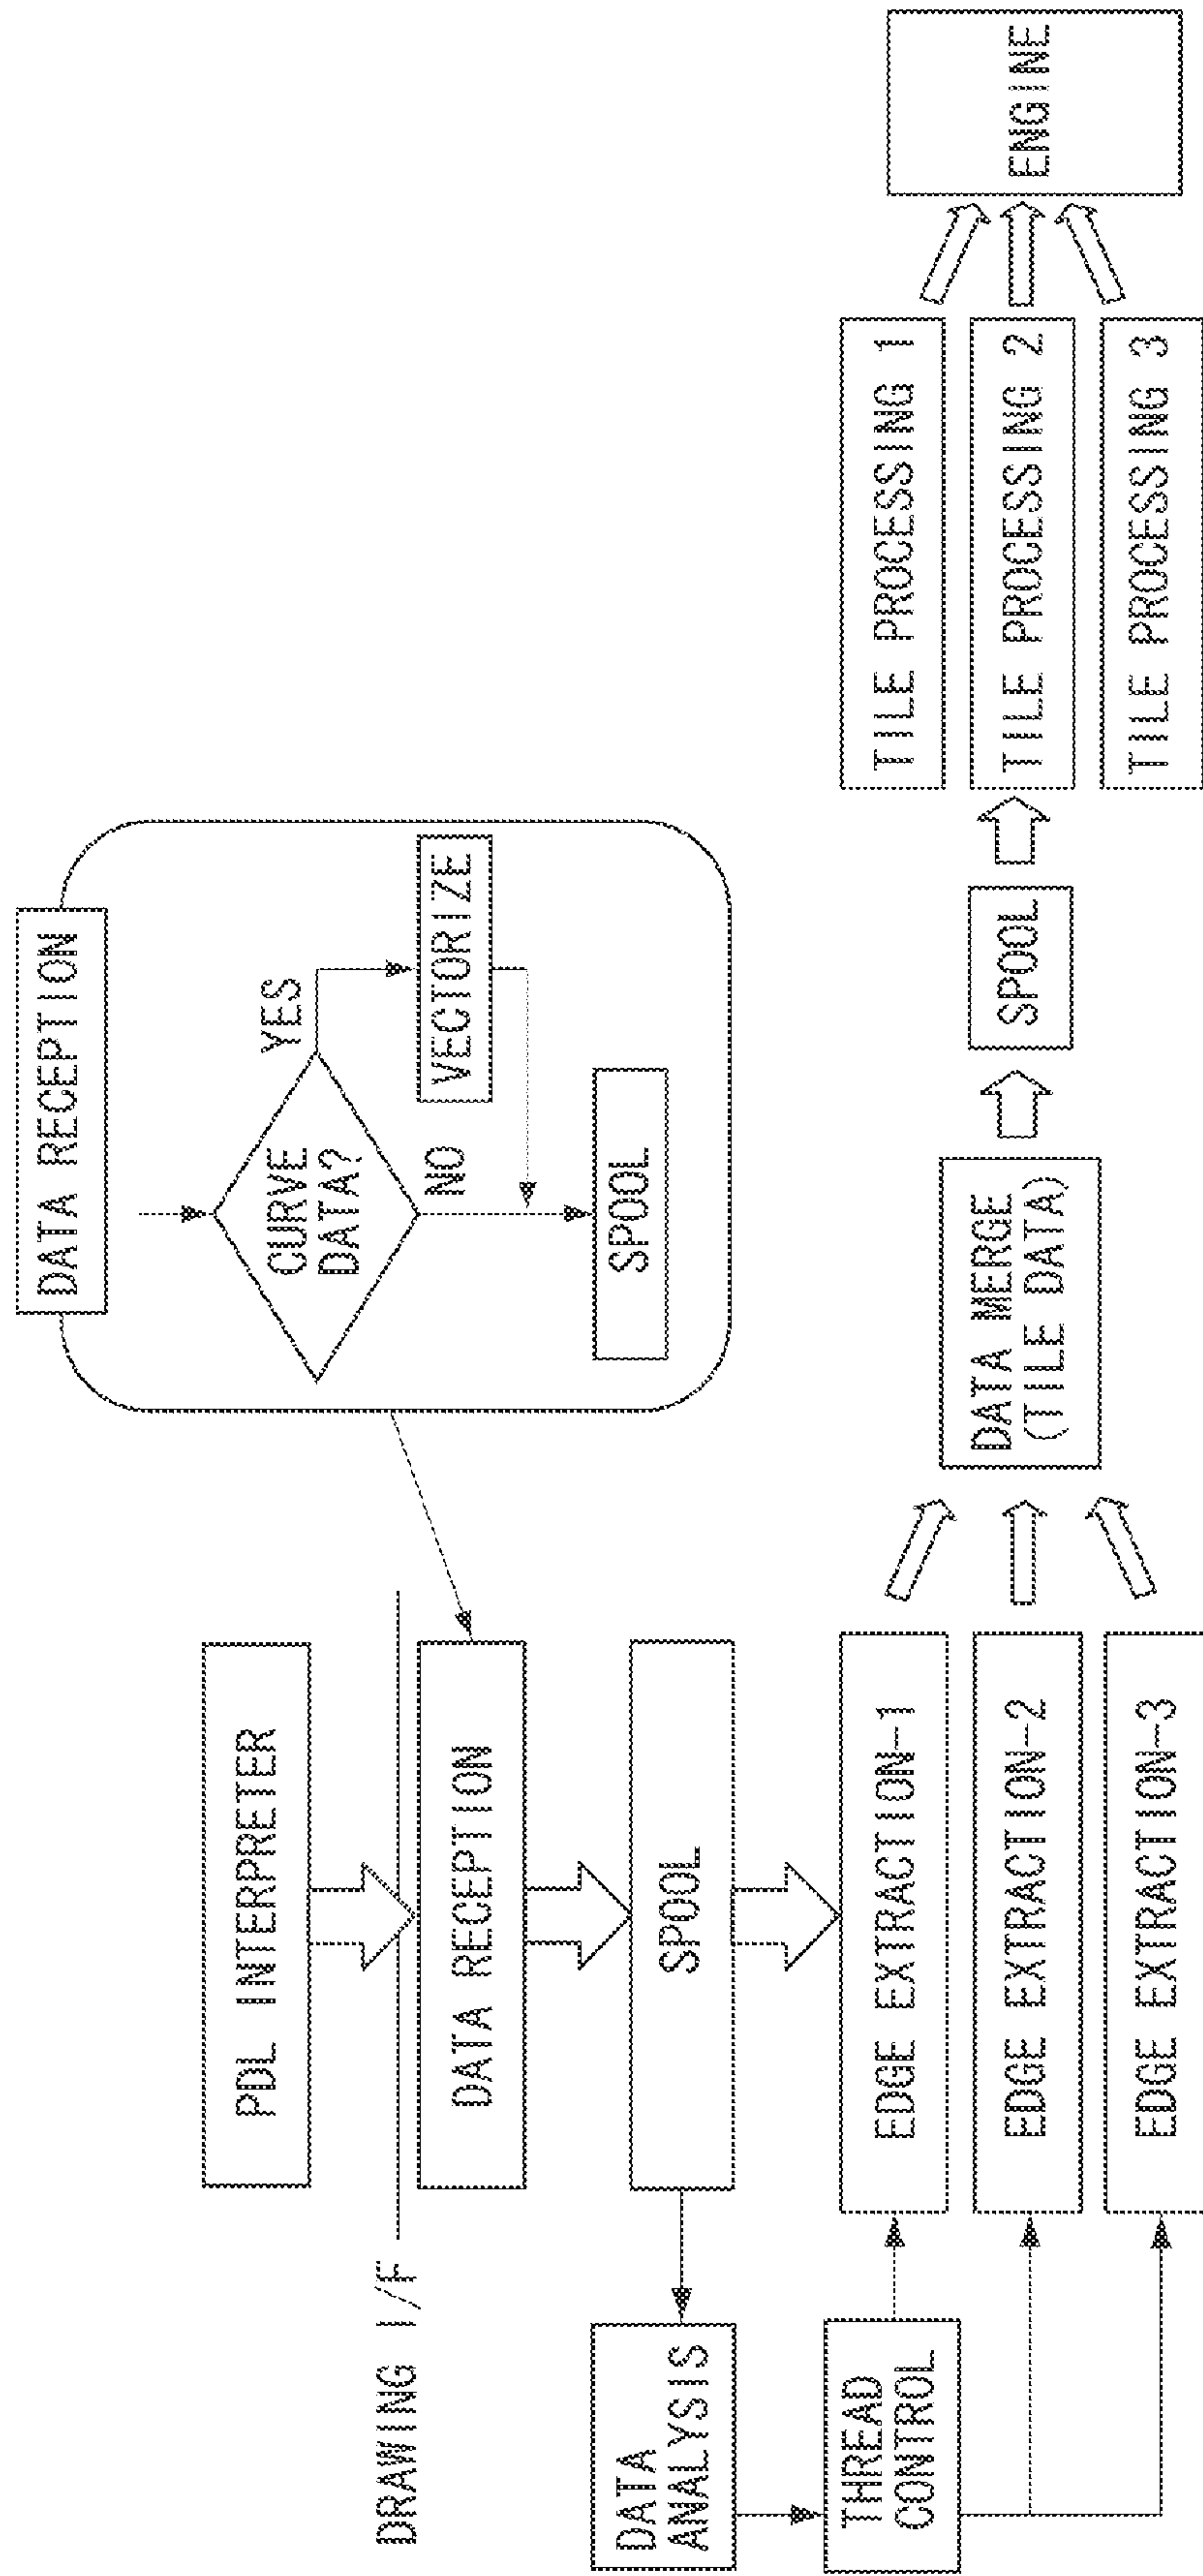 DATA RECEPTION
CURVE
DATA?
YES
NO
VECTORIZE
SPOOL
PDL INTERPRETER
DRAWING I/F
DATA RECEPTION
SPOOL
DATA
ANALYSIS
THREAD
CONTROL
EDGE EXTRACTION-1
EDGE EXTRACTION-2
EDGE EXTRACTION-3
DATA MERGE
(TILE DATA)
SPOOL
TILE PROCESSING 1
TILE PROCESSING 2
TILE PROCESSING 3
ENGINE